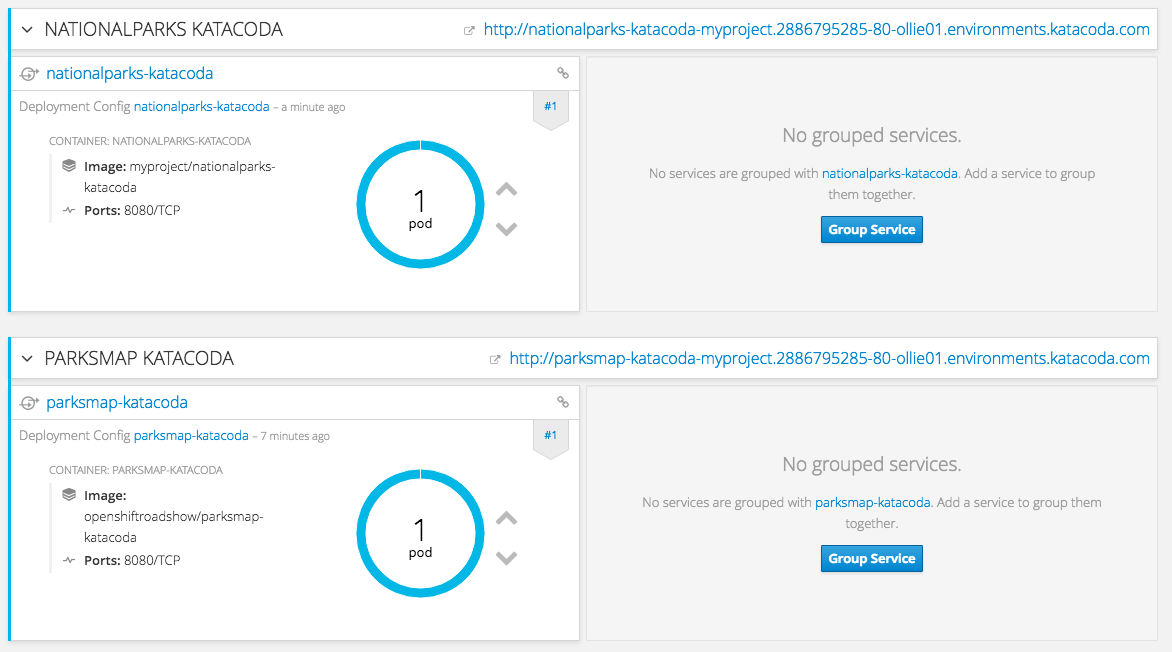 NATIONALPARKS KATACODA
http://nationalparks-katacoda-myproject.2886795285-80-ollie01.environments.katacoda.com
nationalparks-katacoda
Deployment Config nationalparks-katacoda – a minute ago
#1
CONTAINER: NATIONALPARKS-KATACODA
Image: myproject/nationalparks-
katacoda
Ports: 8080/TCP
1
pod
No grouped services.
No services are grouped with nationalparks-katacoda. Add a service to group
them together.
Group Service
PARKSMAP KATACODA
http://parksmap-katacoda-myproject.2886795285-80-ollie01.environments.katacoda.com
parksmap-katacoda
Deployment Config parksmap-katacoda – 7 minutes ago
#1
CONTAINER: PARKSMAP-KATACODA
Image:
openshiftroadshow/parksmap-
katacoda
Ports: 8080/TCP
1
pod
No grouped services.
No services are grouped with parksmap-katacoda. Add a service to group them
together.
Group Service